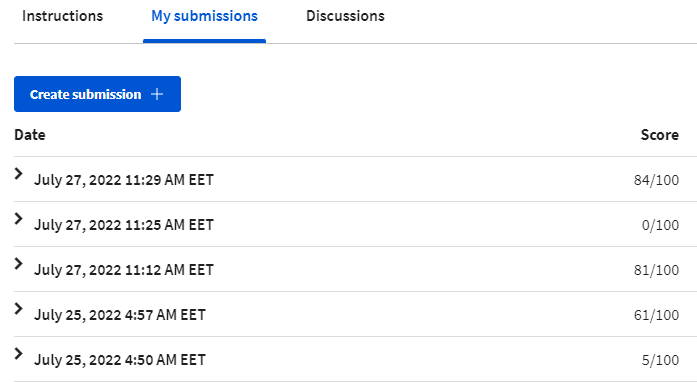 Instructions My submissions Discussions
Create submission +
Date Score
July 27, 2022 11:29 AM EET 84/100
July 27, 2022 11:25 AM EET 0/100
July 27, 2022 11:12 AM EET 81/100
July 25, 2022 4:57 AM EET 61/100
July 25, 2022 4:50 AM EET 5/100